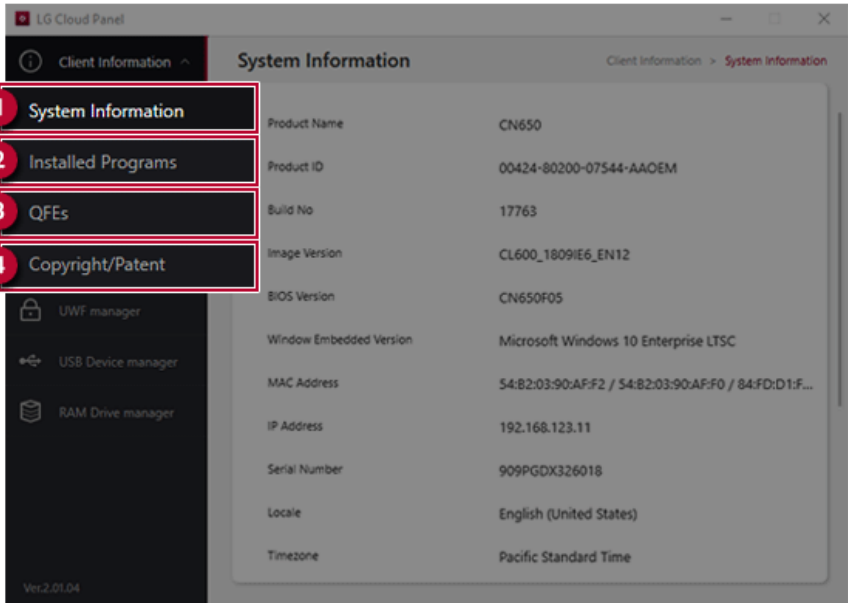 LG Cloud Panel
Client Information
System Information
Client Information > System Information
1 System Information
2 Installed Programs
3 QFEs
4 Copyright/Patent
UWF manager
USB Device manager
RAM Drive manager
Ver.2.01.04
Product Name CN650
Product ID 00424-80200-07544-AAOEM
Build No 17763
Image Version CL600_1809IE6_EN12
BIOS Version CN650F05
Window Embedded Version Microsoft Windows 10 Enterprise LTSC
MAC Address 54:B2:03:90:AF:F2 / 54:B2:03:90:AF:F0 / 84:FD:D1:F...
IP Address 192.168.123.11
Serial Number 909PGDX326018
Locale English (United States)
Timezone Pacific Standard Time